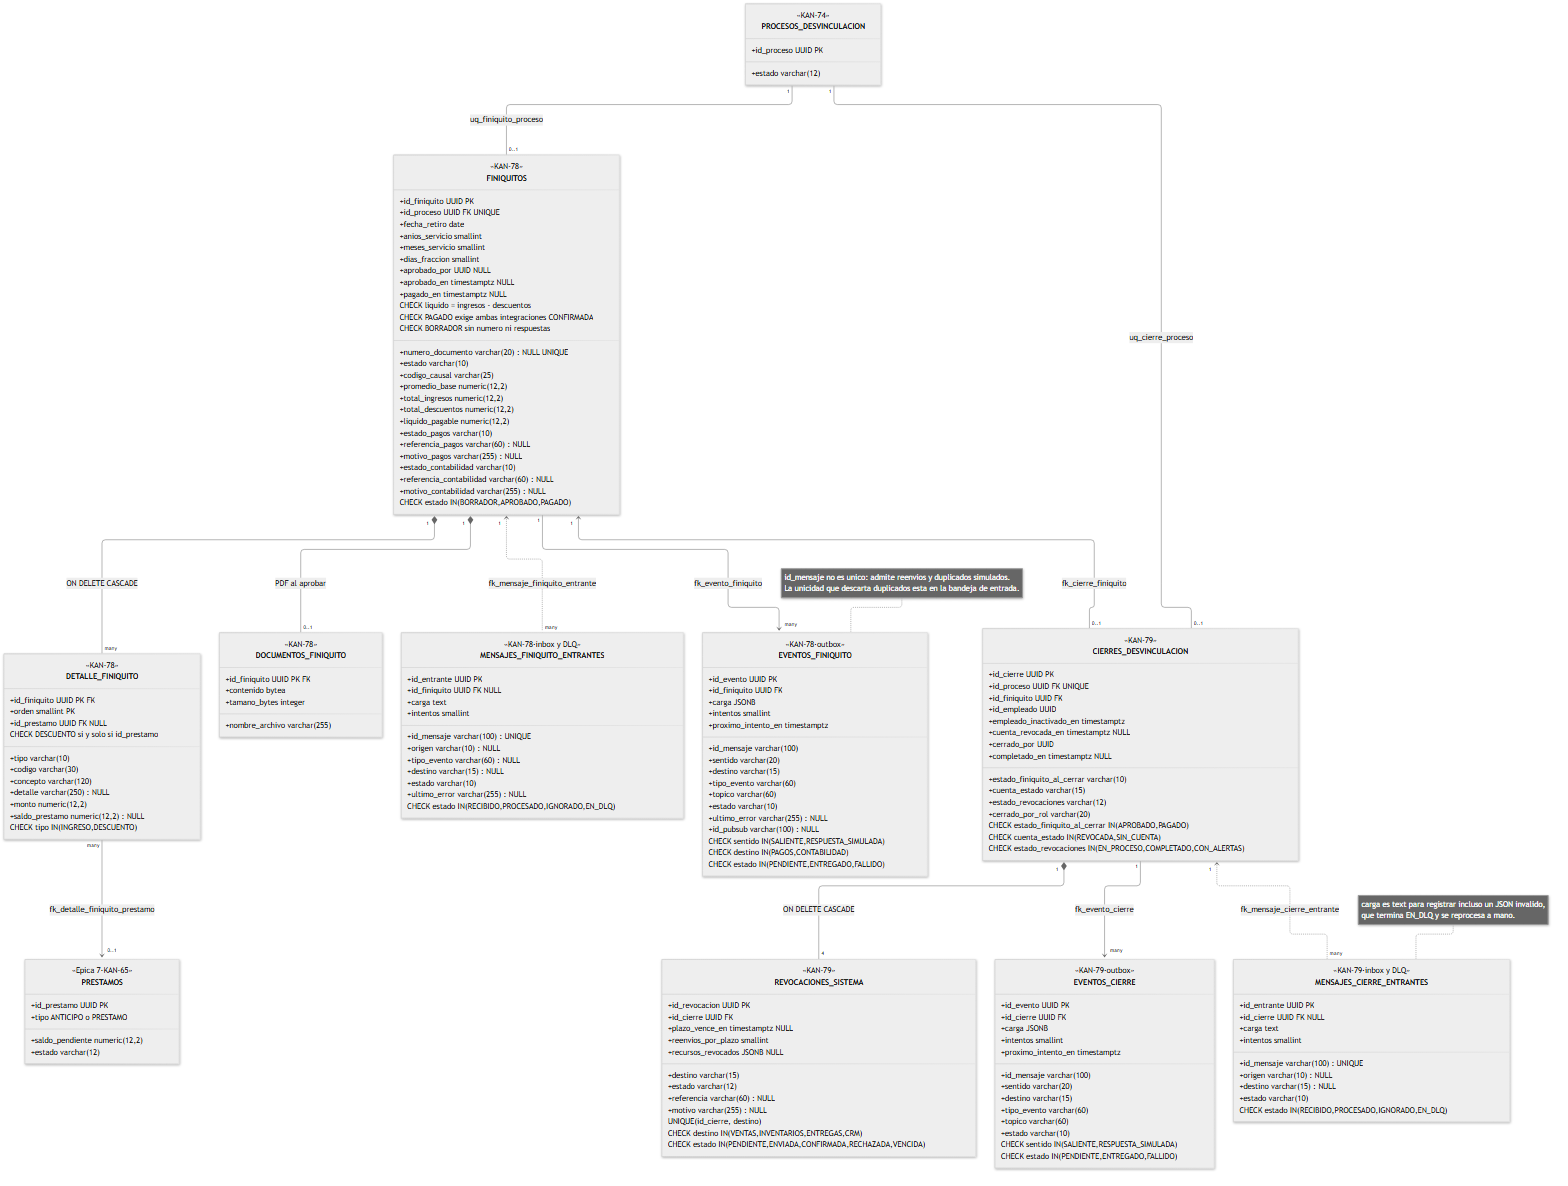 «KAN-74»
PROCESOS_DESVINCULACION
+id_proceso UUID PK
+estado varchar(12)
1
1
uq_finiquito_proceso
0..1
«KAN-78»
FINIQUITOS
+id_finiquito UUID PK
+id_proceso UUID FK UNIQUE
+fecha_retiro date
+anios_servicio smallint
+meses_servicio smallint
+dias_fraccion smallint
+aprobado_por UUID NULL
+aprobado_en timestamptz NULL
+pagado_en timestamptz NULL
CHECK liquido = ingresos - descuentos
CHECK PAGADO exige ambas integraciones CONFIRMADA
CHECK BORRADOR sin numero ni respuestas
+numero_documento varchar(20) : NULL UNIQUE
+estado varchar(10)
+codigo_causal varchar(25)
+promedio_base numeric(12,2)
+total_ingresos numeric(12,2)
+total_descuentos numeric(12,2)
+liquido_pagable numeric(12,2)
+estado_pagos varchar(10)
+referencia_pagos varchar(60) : NULL
+motivo_pagos varchar(255) : NULL
+estado_contabilidad varchar(10)
+referencia_contabilidad varchar(60) : NULL
+motivo_contabilidad varchar(255) : NULL
CHECK estado IN(BORRADOR,APROBADO,PAGADO)
uq_cierre_proceso
1
1
1
1
1
ON DELETE CASCADE
PDF al aprobar
fk_mensaje_finiquito_entrante
fk_evento_finiquito
id_mensaje no es unico: admite reenvios y duplicados simulados.
La unicidad que descarta duplicados esta en la bandeja de entrada.
fk_cierre_finiquito
many
0..1
many
many
0..1
0..1
«KAN-78»
DETALLE_FINIQUITO
+id_finiquito UUID PK FK
+orden smallint PK
+id_prestamo UUID FK NULL
CHECK DESCUENTO si y solo si id_prestamo
+tipo varchar(10)
+codigo varchar(30)
+concepto varchar(120)
+detalle varchar(250) : NULL
+monto numeric(12,2)
+saldo_prestamo numeric(12,2) : NULL
CHECK tipo IN(INGRESO,DESCUENTO)
«KAN-78»
DOCUMENTOS_FINIQUITO
+id_finiquito UUID PK FK
+contenido bytea
+tamano_bytes integer
+nombre_archivo varchar(255)
«KAN-78-inbox y DLQ»
MENSAJES_FINIQUITO_ENTRANTES
+id_entrante UUID PK
+id_finiquito UUID FK NULL
+carga text
+intentos smallint
+id_mensaje varchar(100) : UNIQUE
+origen varchar(10) : NULL
+tipo_evento varchar(60) : NULL
+destino varchar(15) : NULL
+estado varchar(10)
+ultimo_error varchar(255) : NULL
CHECK estado IN(RECIBIDO,PROCESADO,IGNORADO,EN_DLQ)
«KAN-78-outbox»
EVENTOS_FINIQUITO
+id_evento UUID PK
+id_finiquito UUID FK
+carga JSONB
+intentos smallint
+proximo_intento_en timestamptz
+id_mensaje varchar(100)
+sentido varchar(20)
+destino varchar(15)
+tipo_evento varchar(60)
+topico varchar(60)
+estado varchar(10)
+ultimo_error varchar(255) : NULL
+id_pubsub varchar(100) : NULL
CHECK sentido IN(SALIENTE,RESPUESTA_SIMULADA)
CHECK destino IN(PAGOS,CONTABILIDAD)
CHECK estado IN(PENDIENTE,ENTREGADO,FALLIDO)
«KAN-79»
CIERRES_DESVINCULACION
+id_cierre UUID PK
+id_proceso UUID FK UNIQUE
+id_finiquito UUID FK
+id_empleado UUID
+empleado_inactivado_en timestamptz
+cuenta_revocada_en timestamptz NULL
+cerrado_por UUID
+completado_en timestamptz NULL
+estado_finiquito_al_cerrar varchar(10)
+cuenta_estado varchar(15)
+estado_revocaciones varchar(12)
+cerrado_por_rol varchar(20)
CHECK estado_finiquito_al_cerrar IN(APROBADO,PAGADO)
CHECK cuenta_estado IN(REVOCADA,SIN_CUENTA)
CHECK estado_revocaciones IN(EN_PROCESO,COMPLETADO,CON_ALERTAS)
many
1
1
1
fk_detalle_finiquito_prestamo
ON DELETE CASCADE
fk_evento_cierre
fk_mensaje_cierre_entrante
carga es text para registrar incluso un JSON invalido,
que termina EN_DLQ y se reprocesa a mano.
0..1
4
many
many
«Epica 7-KAN-65»
PRESTAMOS
+id_prestamo UUID PK
+tipo ANTICIPO o PRESTAMO
+saldo_pendiente numeric(12,2)
+estado varchar(12)
«KAN-79»
REVOCACIONES_SISTEMA
+id_revocacion UUID PK
+id_cierre UUID FK
+plazo_vence_en timestamptz NULL
+reenvios_por_plazo smallint
+recursos_revocados JSONB NULL
+destino varchar(15)
+estado varchar(12)
+referencia varchar(60) : NULL
+motivo varchar(255) : NULL
UNIQUE(id_cierre, destino)
CHECK destino IN(VENTAS,INVENTARIOS,ENTREGAS,CRM)
CHECK estado IN(PENDIENTE,ENVIADA,CONFIRMADA,RECHAZADA,VENCIDA)
«KAN-79-outbox»
EVENTOS_CIERRE
+id_evento UUID PK
+id_cierre UUID FK
+carga JSONB
+intentos smallint
+proximo_intento_en timestamptz
+id_mensaje varchar(100)
+sentido varchar(20)
+destino varchar(15)
+tipo_evento varchar(60)
+topico varchar(60)
+estado varchar(10)
CHECK sentido IN(SALIENTE,RESPUESTA_SIMULADA)
CHECK estado IN(PENDIENTE,ENTREGADO,FALLIDO)
«KAN-79-inbox y DLQ»
MENSAJES_CIERRE_ENTRANTES
+id_entrante UUID PK
+id_cierre UUID FK NULL
+carga text
+intentos smallint
+id_mensaje varchar(100) : UNIQUE
+origen varchar(10) : NULL
+destino varchar(15) : NULL
+estado varchar(10)
CHECK estado IN(RECIBIDO,PROCESADO,IGNORADO,EN_DLQ)